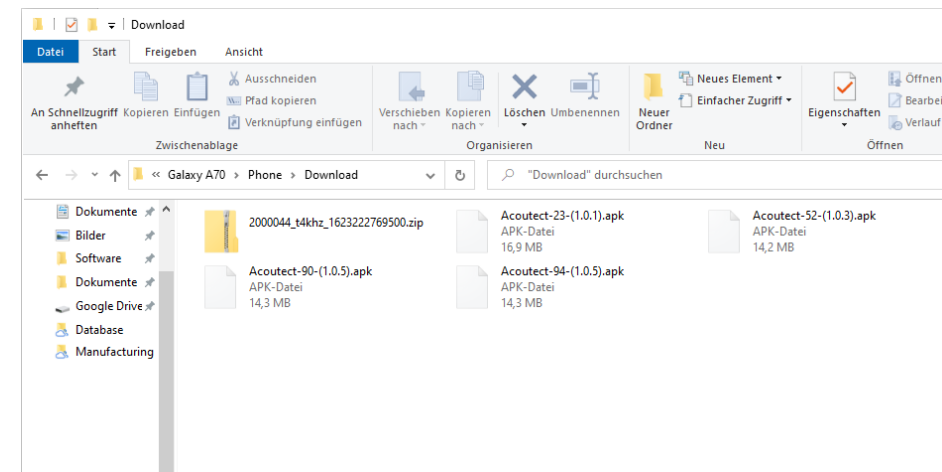 Download
Datei Start Freigeben Ansicht
An Schnellzugriff anheften
Kopieren
Einfügen
Ausschneiden
Pfad kopieren
Verknüpfung einfügen
Zwischenablage
Verschieben nach
Kopieren nach
Löschen
Umbenennen
Organisieren
Neuer Ordner
Neues Element
Einfacher Zugriff
Neu
Eigenschaften
Öffnen
Bearbei
Verlauf
Öffnen
« Galaxy A70 > Phone > Download
"Download" durchsuchen
Dokumente
Bilder
Software
Dokumente
Google Drive
Database
Manufacturing
2000044_t4khz_1623222769500.zip
Acoutect-23-(1.0.1).apk
APK-Datei
16,9 MB
Acoutect-52-(1.0.3).apk
APK-Datei
14,2 MB
Acoutect-90-(1.0.5).apk
APK-Datei
14,3 MB
Acoutect-94-(1.0.5).apk
APK-Datei
14,3 MB